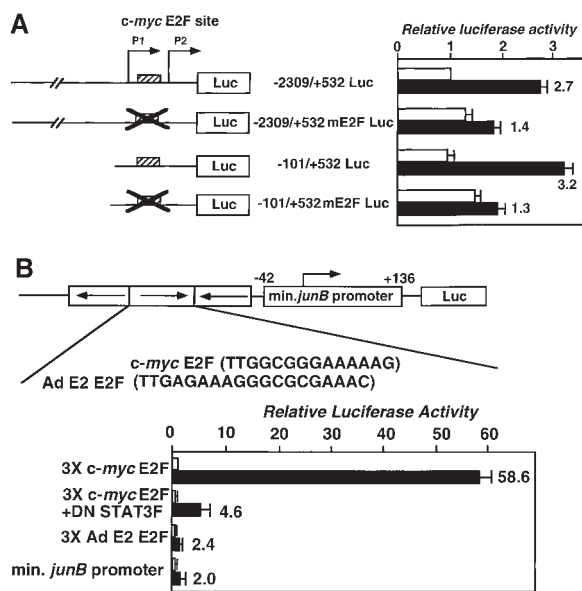 A
c-myc E2F site
P1 P2
Relative luciferase activity
0 1 2 3
Luc -2309/+532 Luc 2.7
Luc -2309/+532 mE2F Luc 1.4
Luc -101/+532 Luc 3.2
Luc -101/+532 mE2F Luc 1.3
B
-42 +136
min. junB promoter Luc
c-myc E2F (TTGGCGGGAAAAAG)
Ad E2 E2F (TTGAGAAAGGGCGCGAAAC)
Relative Luciferase Activity
0 10 20 30 40 50 60
3X c-myc E2F 58.6
3X c-myc E2F
+DN STAT3F 4.6
3X Ad E2 E2F 2.4
min. junB promoter 2.0